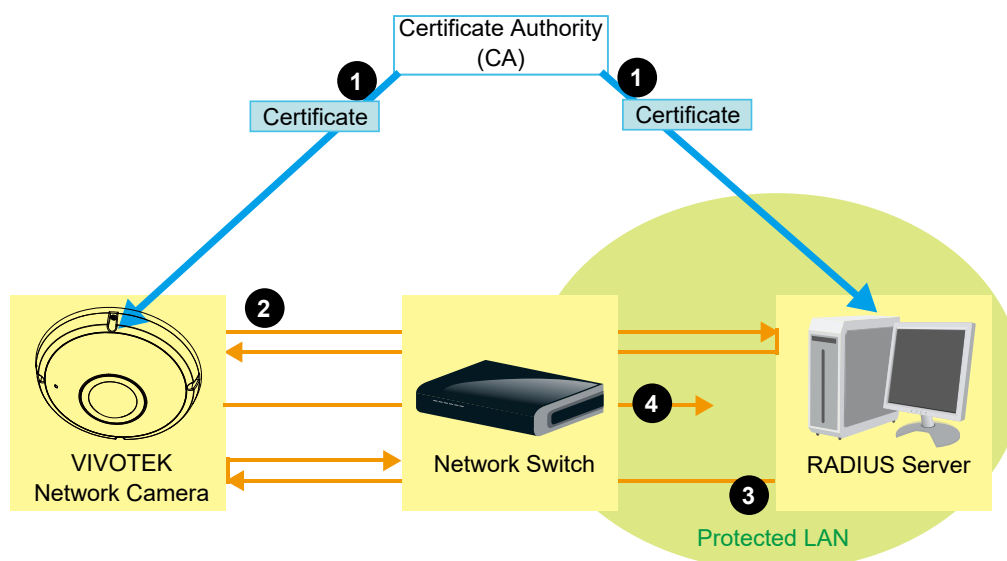 Certificate Authority
(CA)
1
1
Certificate
Certificate
2
4
VIVOTEK
Network Camera
Network Switch
RADIUS Server
3
Protected LAN